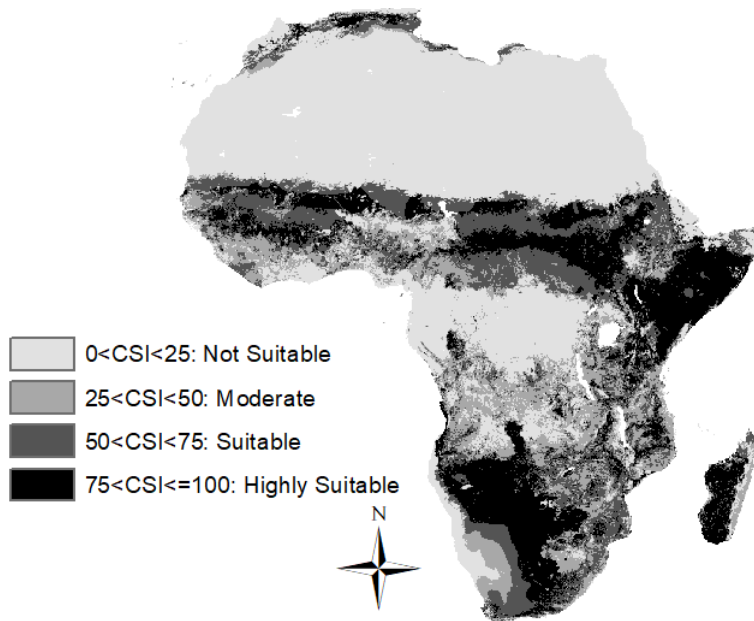 0<CSI<25: Not Suitable
25<CSI<50: Moderate
50<CSI<75: Suitable
75<CSI<=100: Highly Suitable
N